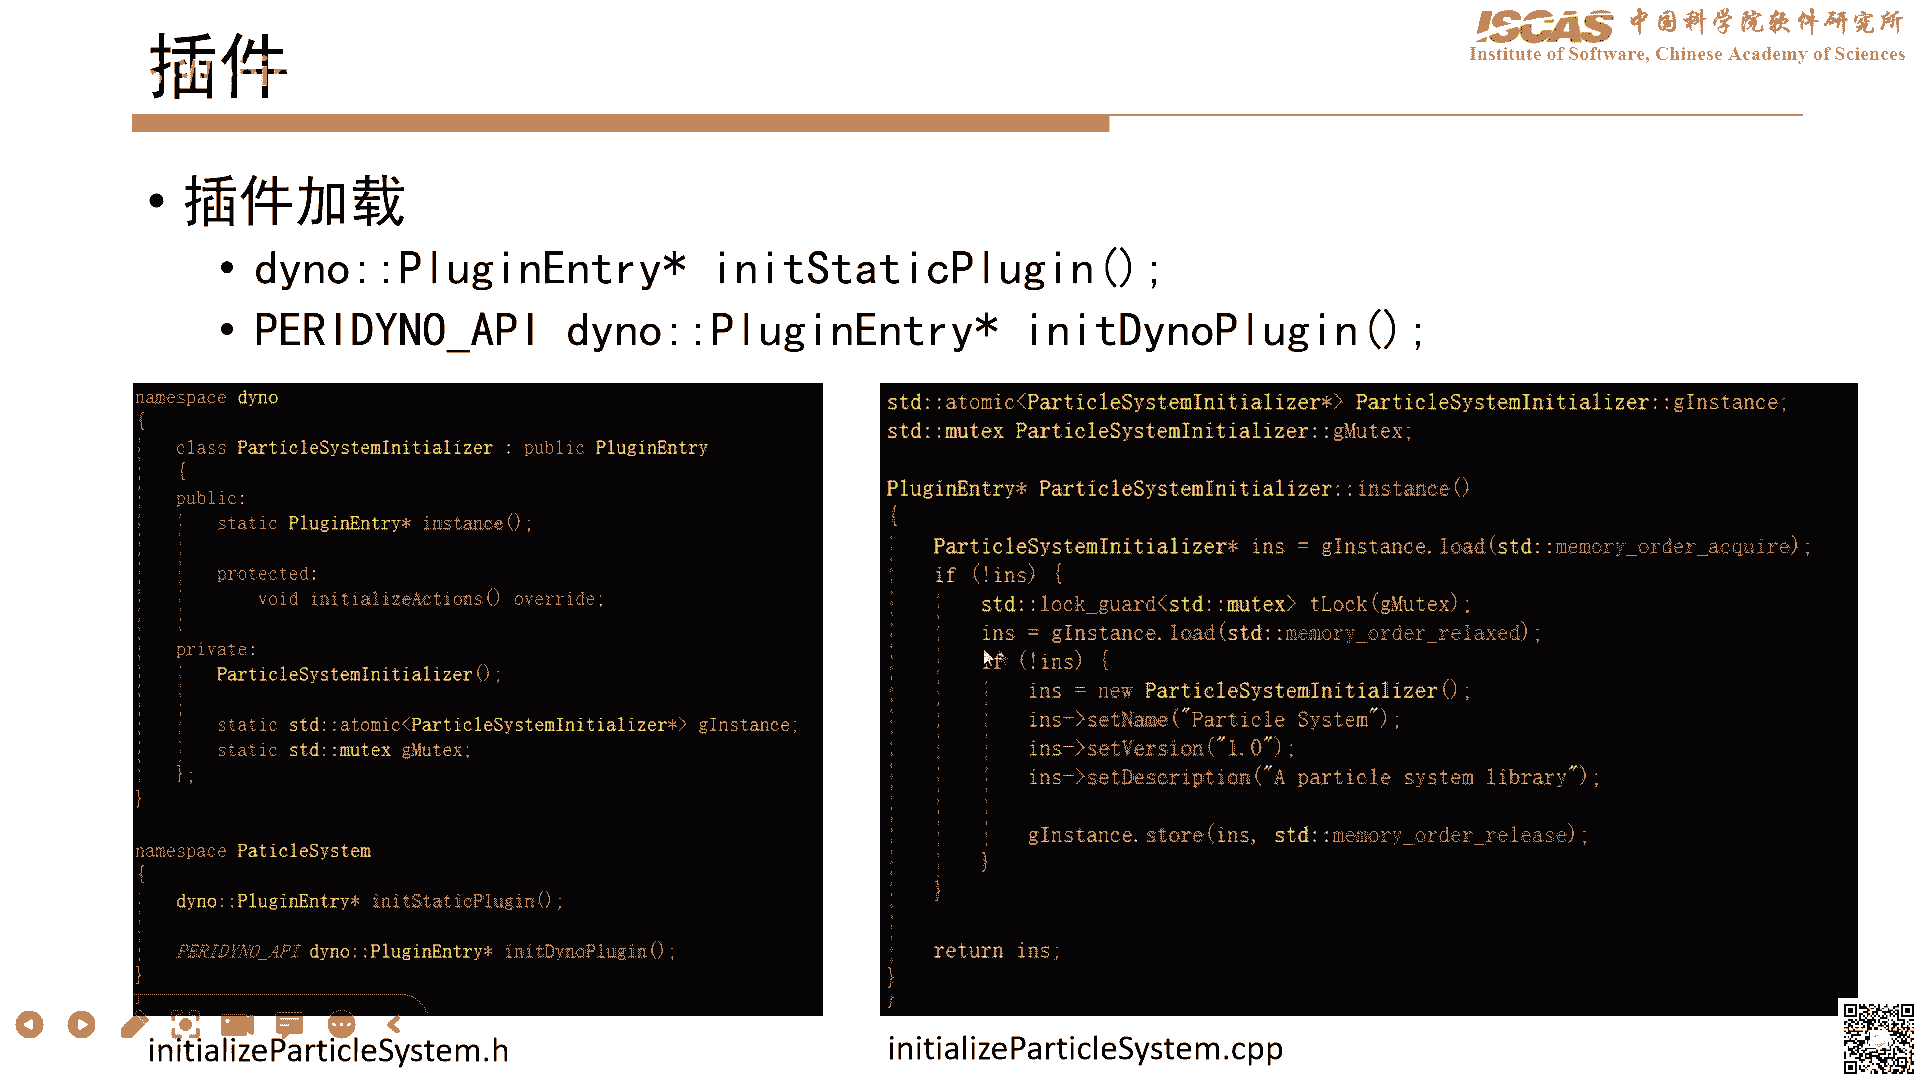 插件
ISCAS 中国科学院软件研究所
Institute of Software, Chinese Academy of Sciences
• 插件加载
• dyno::PluginEntry* initStaticPlugin();
• PERIDYNO_API dyno::PluginEntry* initDynoPlugin();
namespace dyno
{
class ParticleSystemInitializer : public PluginEntry
{
public:
static PluginEntry* instance();
protected:
void initializeActions() override;
private:
ParticleSystemInitializer();
static std::atomic<ParticleSystemInitializer*> gInstance;
static std::mutex gMutex;
};
}
namespace PaticleSystem
{
dyno::PluginEntry* initStaticPlugin();
PERIDYNO_API dyno::PluginEntry* initDynoPlugin();
}
initializeParticleSystem.h
std::atomic<ParticleSystemInitializer*> ParticleSystemInitializer::gInstance;
std::mutex ParticleSystemInitializer::gMutex;
PluginEntry* ParticleSystemInitializer::instance()
{
ParticleSystemInitializer* ins = gInstance.load(std::memory_order_acquire);
if (!ins) {
std::lock_guard<std::mutex> tLock(gMutex);
ins = gInstance.load(std::memory_order_relaxed);
if (!ins) {
ins = new ParticleSystemInitializer();
ins->setName("Particle System");
ins->setVersion("1.0");
ins->setDescription("A particle system library");
gInstance.store(ins, std::memory_order_release);
}
}
return ins;
}
initializeParticleSystem.cpp